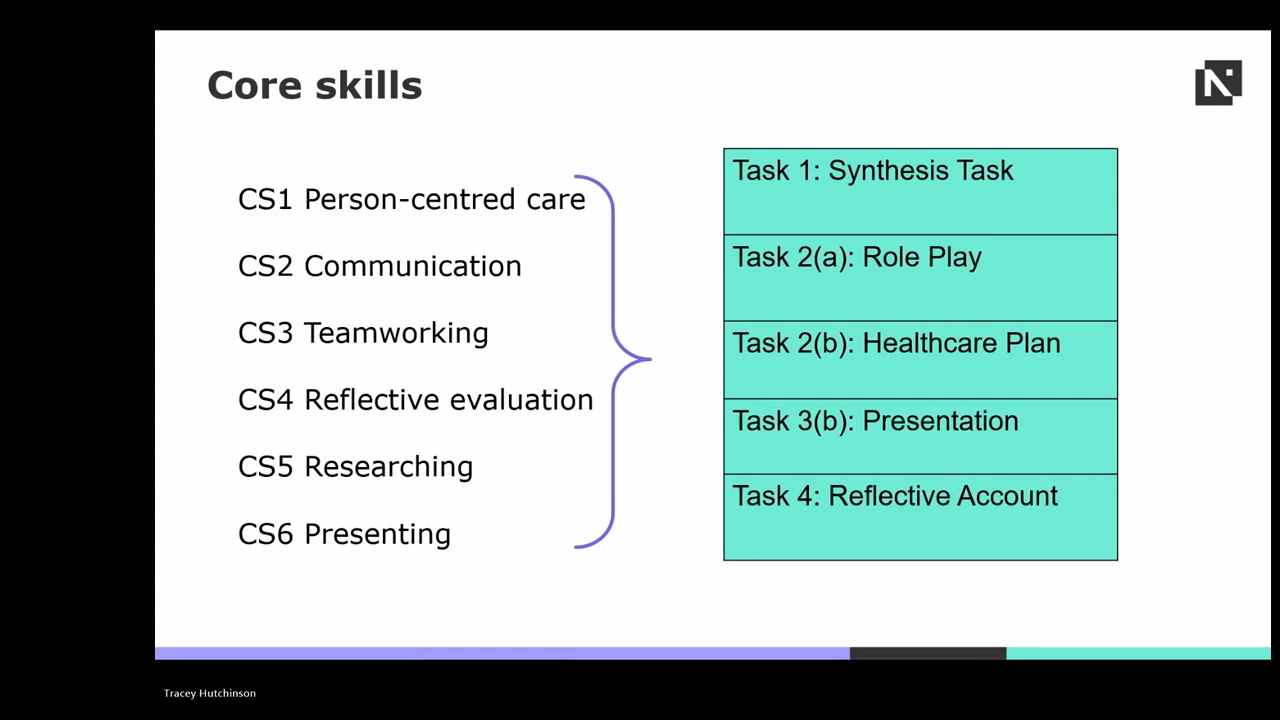 Core skills
CS1 Person-centred care
CS2 Communication
CS3 Teamworking
CS4 Reflective evaluation
CS5 Researching
CS6 Presenting
Task 1: Synthesis Task
Task 2(a): Role Play
Task 2(b): Healthcare Plan
Task 3(b): Presentation
Task 4: Reflective Account
Tracey Hutchinson